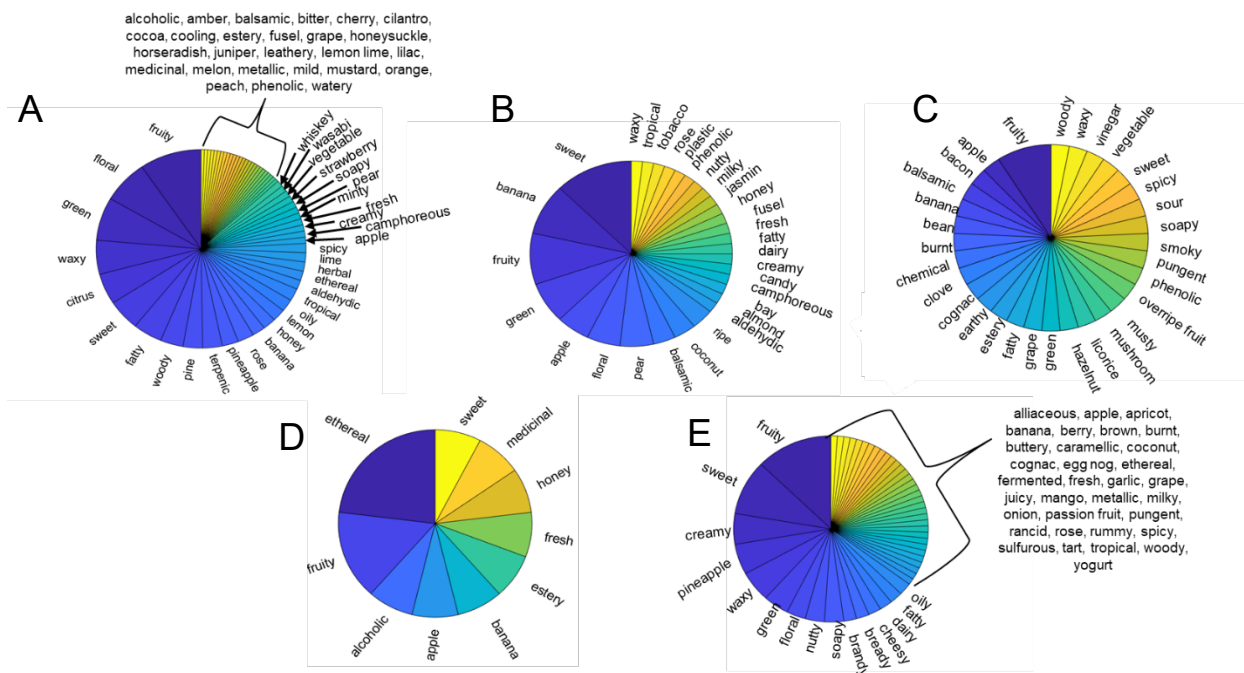 alcoholic, amber, balsamic, bitter, cherry, cilantro,
cocoa, cooling, estery, fusel, grape, honeysuckle,
horseradish, juniper, leathery, lemon lime, lilac,
medicinal, melon, metallic, mild, mustard, orange,
peach, phenolic, watery
A
fruity
floral
green
waxy
citrus
sweet
fatty
woody
pine
terpenic
pineapple
rose
banana
honey
lemon
oily
tropical
aldehydic
ethereal
herbal
lime
spicy
apple
camphoreous
creamy
fresh
minty
pear
soapy
strawberry
vegetable
wasabi
whiskey
B
sweet
banana
fruity
green
apple
floral
pear
balsamic
coconut
ripe
aldehydic
almond
bay
camphoreous
candy
creamy
dairy
fatty
fresh
fusel
honey
jasmin
milky
nutty
phenolic
plastic
rose
tobacco
tropical
waxy
C
fruity
apple
bacon
balsamic
banana
bean
burnt
chemical
clove
cognac
earthy
estery
fatty
grape
green
hazelnut
licorice
mushroom
musty
overripe fruit
phenolic
pungent
smoky
soapy
sour
spicy
sweet
vegetable
vinegar
waxy
woody
D
ethereal
fruity
alcoholic
apple
banana
estery
fresh
honey
medicinal
sweet
E
fruity
sweet
creamy
pineapple
waxy
green
floral
nutty
soapy
brandy
bready
cheesy
dairy
fatty
oily
alliaceous, apple, apricot,
banana, berry, brown, burnt,
buttery, caramellic, coconut,
cognac, egg nog, ethereal,
fermented, fresh, garlic, grape,
juicy, mango, metallic, milky,
onion, passion fruit, pungent,
rancid, rose, rummy, spicy,
sulfurous, tart, tropical, woody,
yogurt